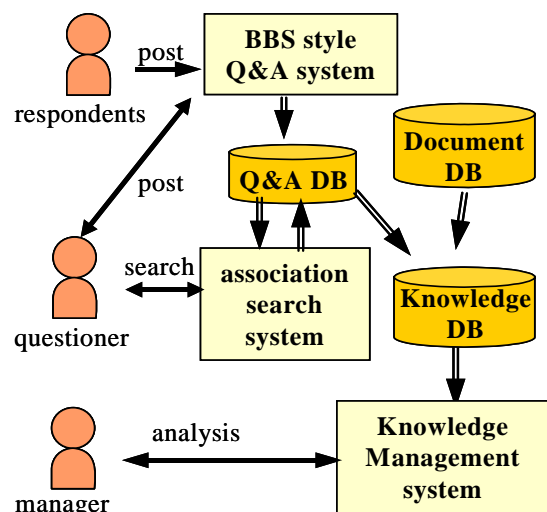 post
BBS style
Q&A system
respondents
Document
DB
Q&A DB
post
search
association
search
system
questioner
Knowledge
DB
analysis
Knowledge
Management
system
manager